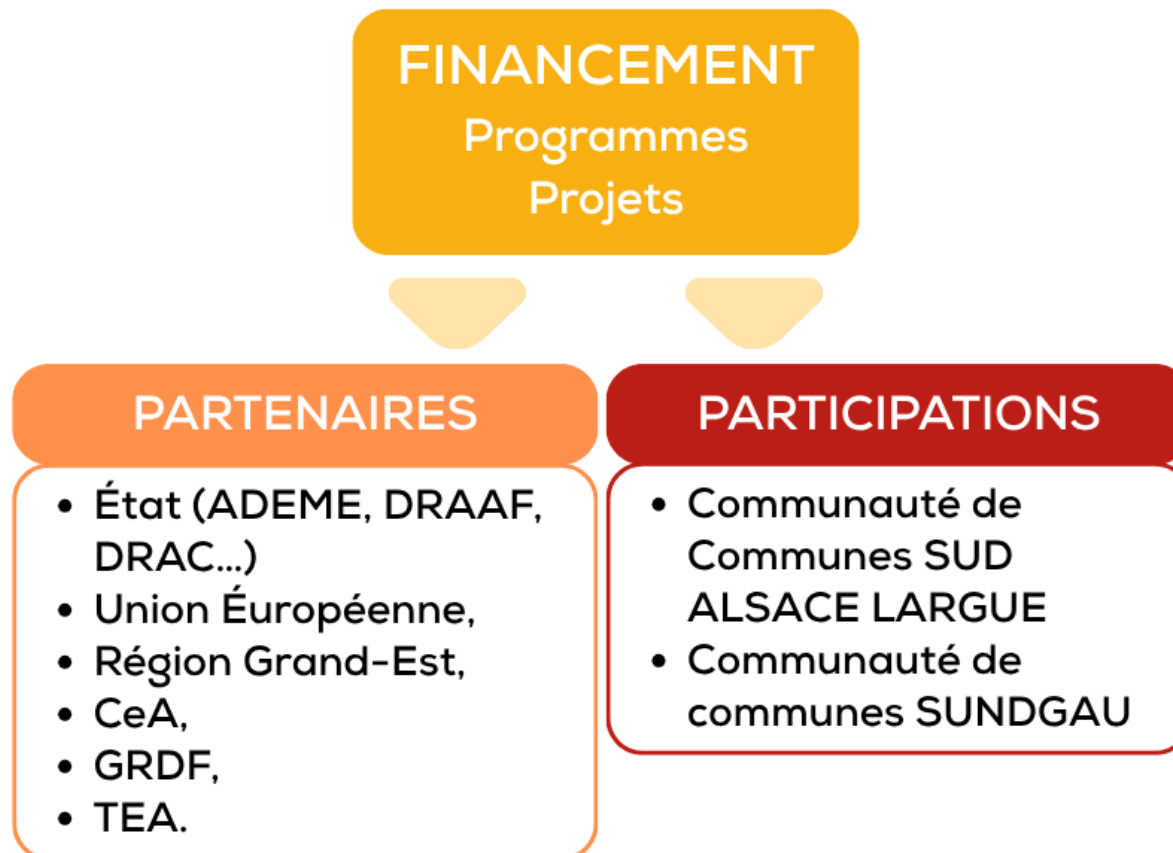 FINANCEMENT
Programmes
Projets
PARTENAIRES
• État (ADEME, DRAAF,
DRAC...)
• Union Éuropéenne,
• Région Grand-Est,
• CeA,
• GRDF,
• TEA.
PARTICIPATIONS
• Communauté de
Communes SUD
ALSACE LARGUE
• Communauté de
communes SUNDGAU